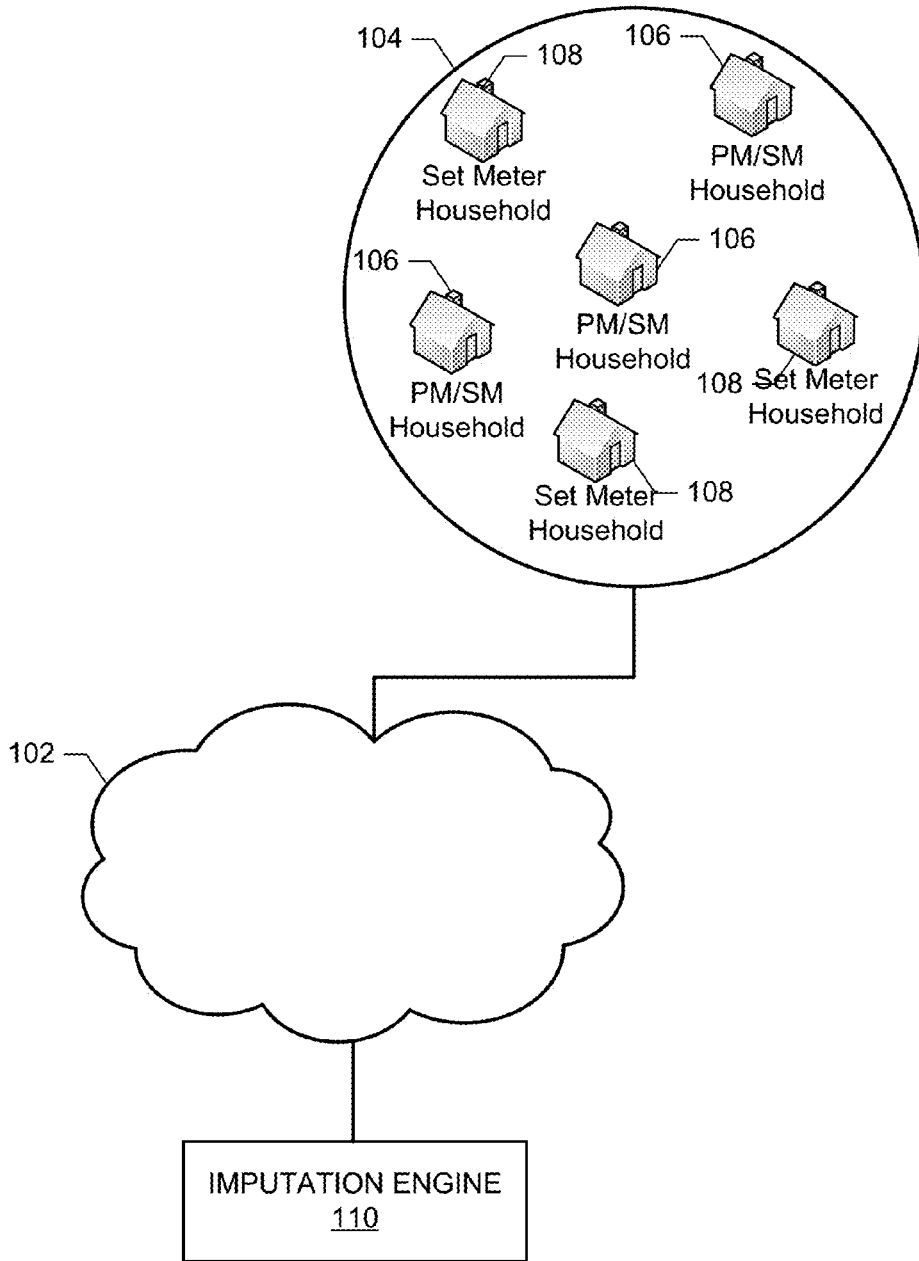 104
108
106
Set Meter
Household
PM/SM
Household
106
106
PM/SM
Household
PM/SM
Household
108
Set Meter
Household
Set Meter
Household
108
102
IMPUTATION ENGINE
110